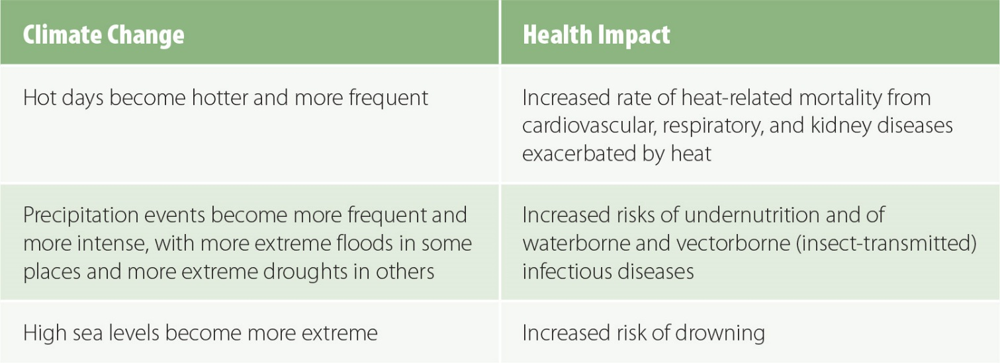 Climate Change
Health Impact
Hot days become hotter and more frequent
Increased rate of heat-related mortality from
cardiovascular, respiratory, and kidney diseases
exacerbated by heat
Precipitation events become more frequent and
more intense, with more extreme floods in some
places and more extreme droughts in others
Increased risks of undernutrition and of
waterborne and vectorborne (insect-transmitted)
infectious diseases
High sea levels become more extreme
Increased risk of drowning